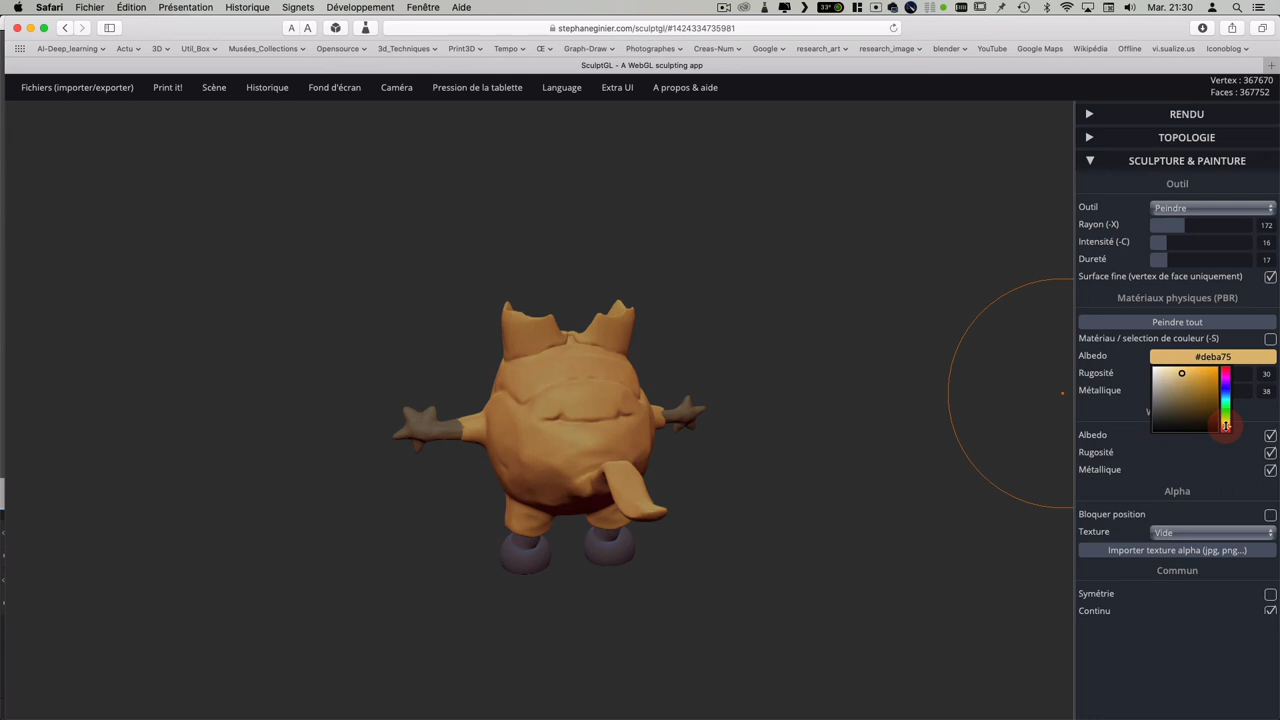 Safari Fichier Édition Présentation Historique Signets Développement Fenêtre Aide 33° Mar. 21:30
A A stephaneginier.com/sculptgl/#1424334735981
AI-Deep_learning Actu 3D Util_Box Musées_Collections Opensource 3d_Techniques Print3D Tempo Œ Graph-Draw Photographes Creas-Num Google research_art research_image blender YouTube Google Maps Wikipédia Offline vi.sualize.us Iconoblog
SculptGL - A WebGL sculpting app
Fichiers (importer/exporter) Print it! Scène Historique Fond d'écran Caméra Pression de la tablette Language Extra UI A propos & aide
Vertex : 367670
Faces : 367752
RENDU
TOPOLOGIE
SCULPTURE & PAINTURE
Outil
Outil Peindre
Rayon (-X) 172
Intensité (-C) 16
Dureté 17
Surface fine (vertex de face uniquement)
Matériaux physiques (PBR)
Peindre tout
Matériau / selection de couleur (-S)
Albedo #deba75
Rugosité 30
Métallique 38
Albedo
Rugosité
Métallique
Alpha
Bloquer position
Texture Vide
Importer texture alpha (jpg, png...)
Commun
Symétrie
Continu